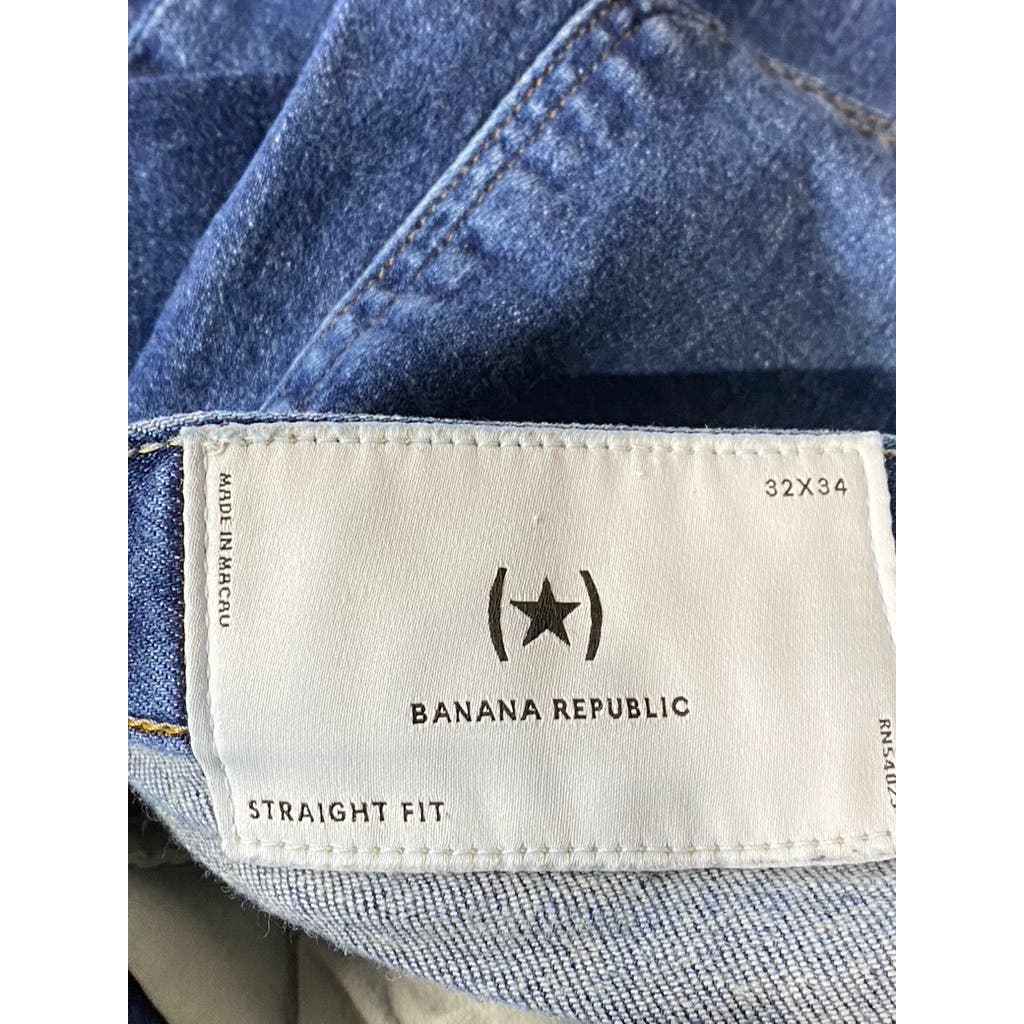 32X34
MADE IN MACAU
(★)
BANANA REPUBLIC
STRAIGHT FIT